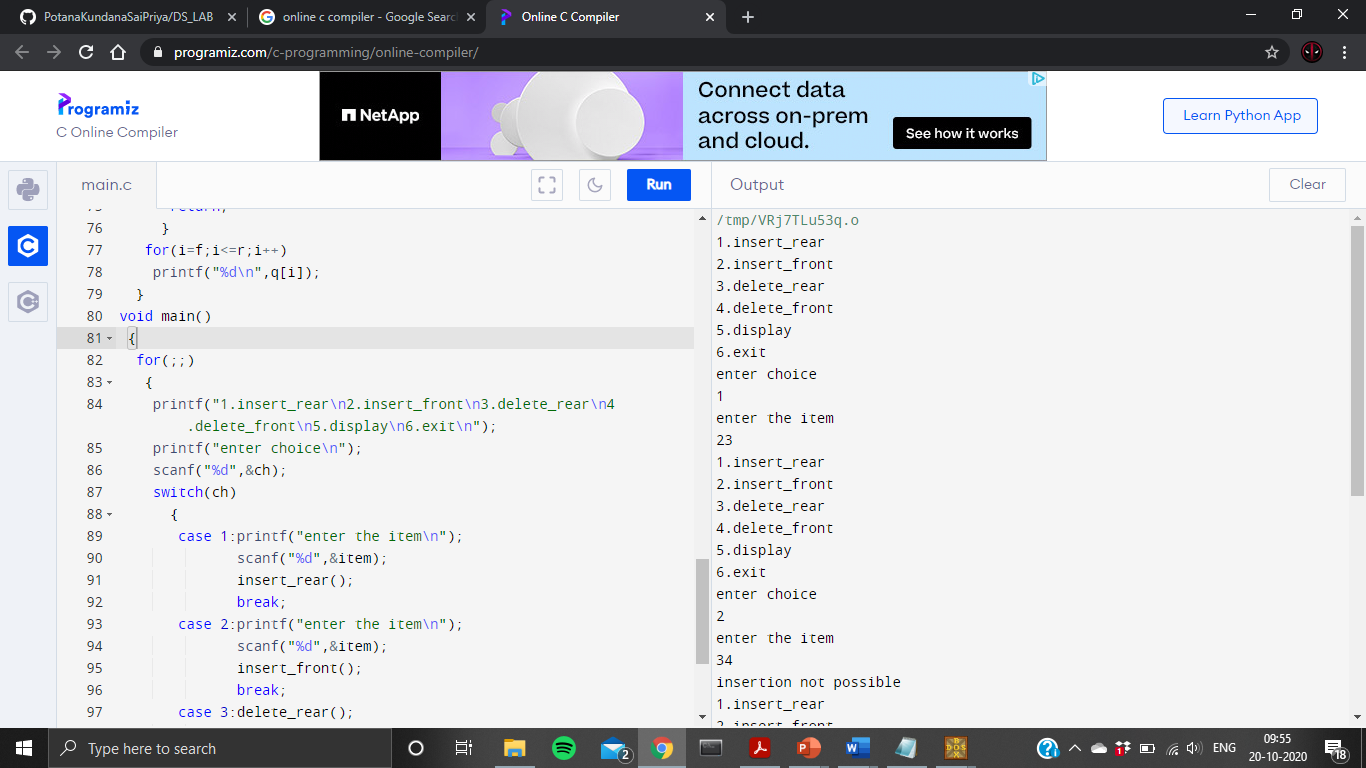 PotanaKundanaSaiPriya/DS_LAB
online c compiler - Google Searc
Online C Compiler
programiz.com/c-programming/online-compiler/
Programiz
C Online Compiler
NetApp
Connect data
across on-prem
and cloud.
See how it works
Learn Python App
main.c
Run
Output
Clear
75 return;
76 }
77 for(i=f;i<=r;i++)
78 printf("%d\n",q[i]);
79 }
80 void main()
81 {
82 for(;;)
83 {
84 printf("1.insert_rear\n2.insert_front\n3.delete_rear\n4
.delete_front\n5.display\n6.exit\n");
85 printf("enter choice\n");
86 scanf("%d",&ch);
87 switch(ch)
88 {
89 case 1:printf("enter the item\n");
90 scanf("%d",&item);
91 insert_rear();
92 break;
93 case 2:printf("enter the item\n");
94 scanf("%d",&item);
95 insert_front();
96 break;
97 case 3:delete_rear();
/tmp/VRj7TLu53q.o
1.insert_rear
2.insert_front
3.delete_rear
4.delete_front
5.display
6.exit
enter choice
1
enter the item
23
1.insert_rear
2.insert_front
3.delete_rear
4.delete_front
5.display
6.exit
enter choice
2
enter the item
34
insertion not possible
1.insert_rear
2.insert_front
Type here to search
2
DOS
ENG
09:55
20-10-2020
18